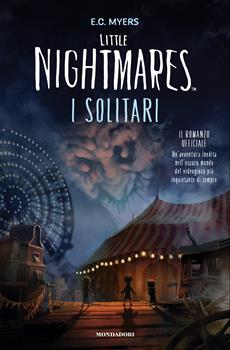 E.C. MYERS
LITTLE
NIGHTMARES™
I SOLITARI
IL ROMANZO
UFFICIALE
Un'avventura inedita
nell'oscuro mondo
del videogioco più
inquietante di sempre
MONDADORI